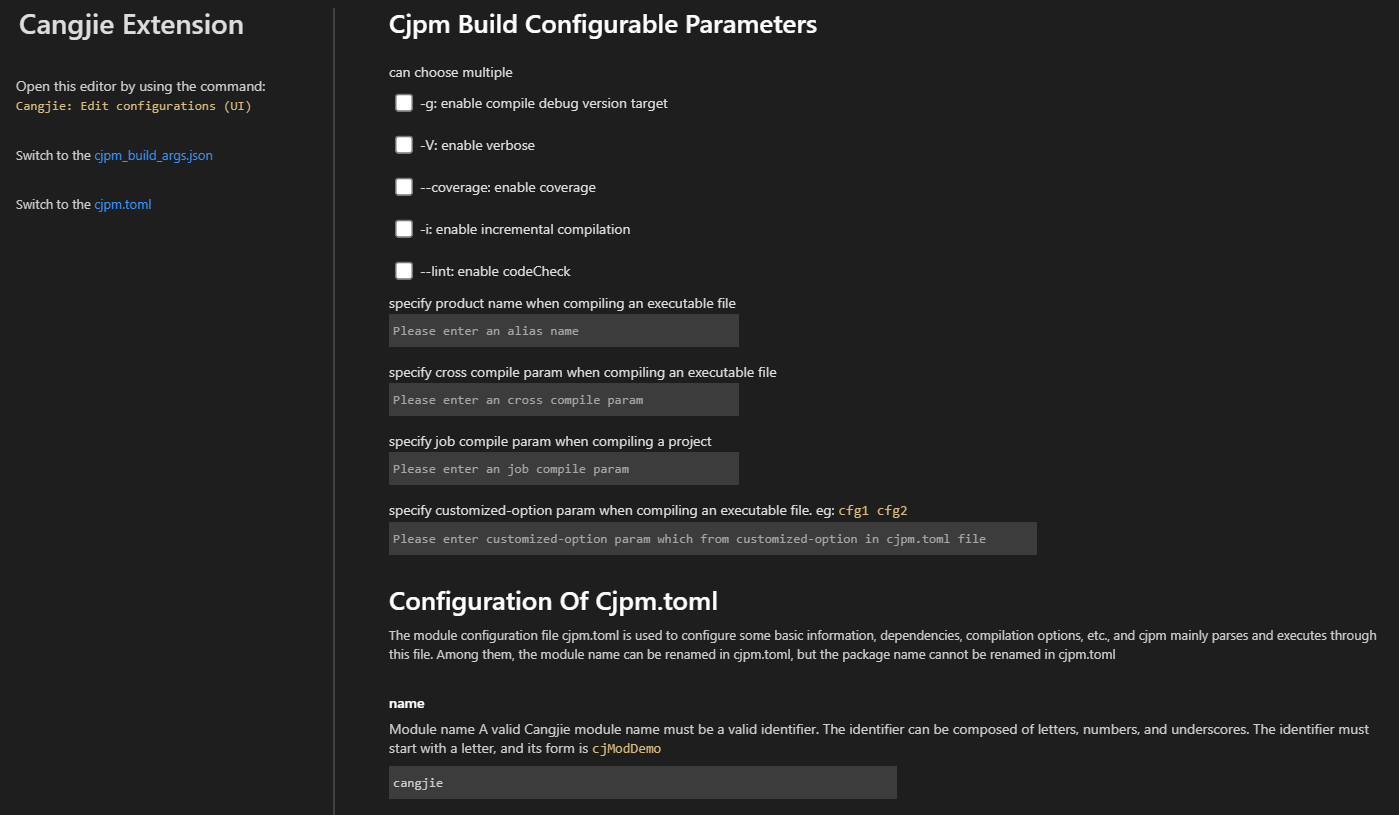 Cangjie Extension
Open this editor by using the command:
Cangjie: Edit configurations (UI)
Switch to the cjpm_build_args.json
Switch to the cjpm.toml
Cjpm Build Configurable Parameters
can choose multiple
-g: enable compile debug version target
-V: enable verbose
--coverage: enable coverage
-i: enable incremental compilation
--lint: enable codeCheck
specify product name when compiling an executable file
Please enter an alias name
specify cross compile param when compiling an executable file
Please enter an cross compile param
specify job compile param when compiling a project
Please enter an job compile param
specify customized-option param when compiling an executable file. eg: cfg1 cfg2
Please enter customized-option param which from customized-option in cjpm.toml file
Configuration Of Cjpm.toml
The module configuration file cjpm.toml is used to configure some basic information, dependencies, compilation options, etc., and cjpm mainly parses and executes through
this file. Among them, the module name can be renamed in cjpm.toml, but the package name cannot be renamed in cjpm.toml
name
Module name A valid Cangjie module name must be a valid identifier. The identifier can be composed of letters, numbers, and underscores. The identifier must
start with a letter, and its form is cjModDemo
cangjie